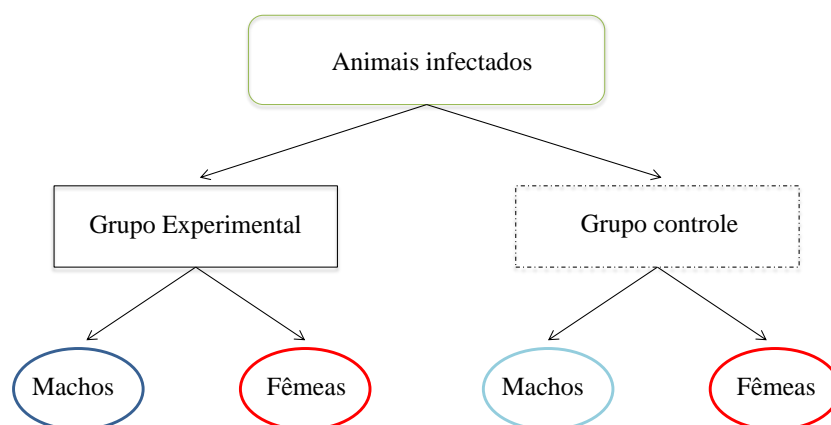 Animais infectados
Grupo Experimental
Grupo controle
Machos
Fêmeas
Machos
Fêmeas